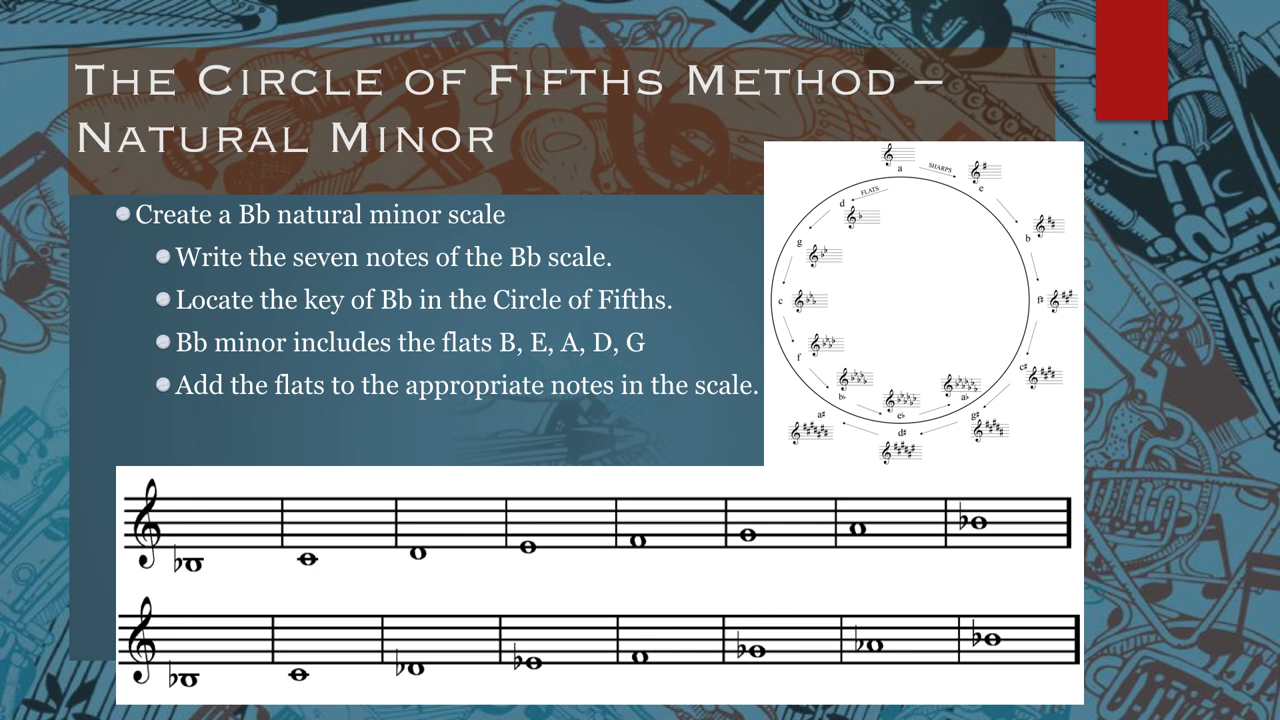 The Circle of Fifths Method –
Natural Minor
Create a Bb natural minor scale
Write the seven notes of the Bb scale.
Locate the key of Bb in the Circle of Fifths.
Bb minor includes the flats B, E, A, D, G
Add the flats to the appropriate notes in the scale.
a
SHARPS
e
FLATS
d
b
g
c
f#
f
c#
b♭
a♭
e♭
a#
g#
d#